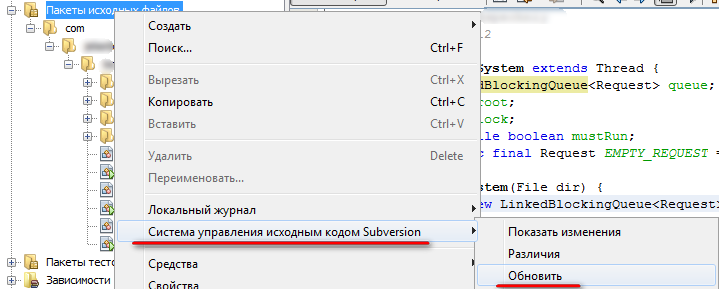 Пакеты исходных файлов
com
Пакеты тесто
Зависимости
Создать
Поиск... Ctrl+F
Вырезать Ctrl+X
Копировать Ctrl+C
Вставить Ctrl+V
Удалить Delete
Переименовать...
Локальный журнал
Система управления исходным кодом Subversion
Средства
Свойства
Показать изменения
Различия
Обновить
2
System extends Thread {
dBlockingQueue<Request> queue;
root;
lock;
le boolean mustRun;
c final Request EMPTY_REQUEST =
stem(File dir) {
ew LinkedBlockingQueue<Request>